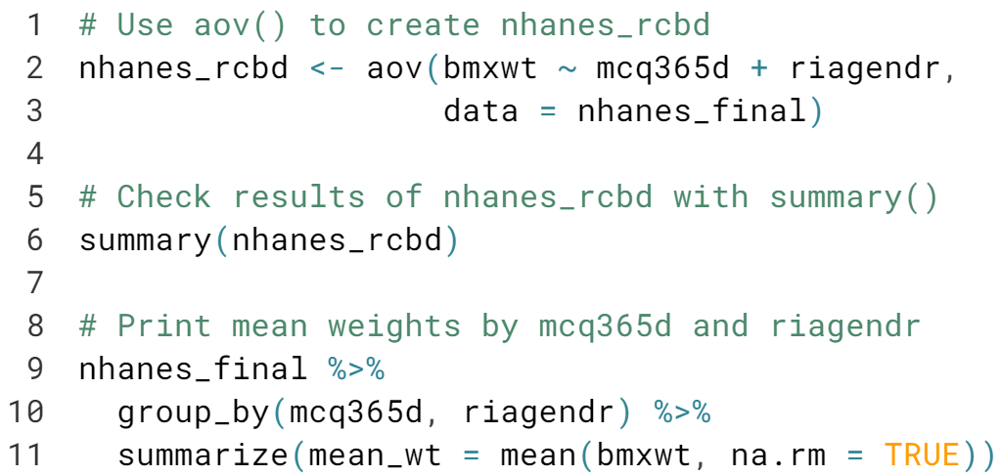 1 # Use aov() to create nhanes_rcbd
2 nhanes_rcbd <- aov(bmxwt ~ mcq365d + riagendr,
3                    data = nhanes_final)
4
5 # Check results of nhanes_rcbd with summary()
6 summary(nhanes_rcbd)
7
8 # Print mean weights by mcq365d and riagendr
9 nhanes_final %>%
10   group_by(mcq365d, riagendr) %>%
11   summarize(mean_wt = mean(bmxwt, na.rm = TRUE))